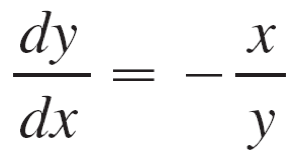 dy/dx = − x/y